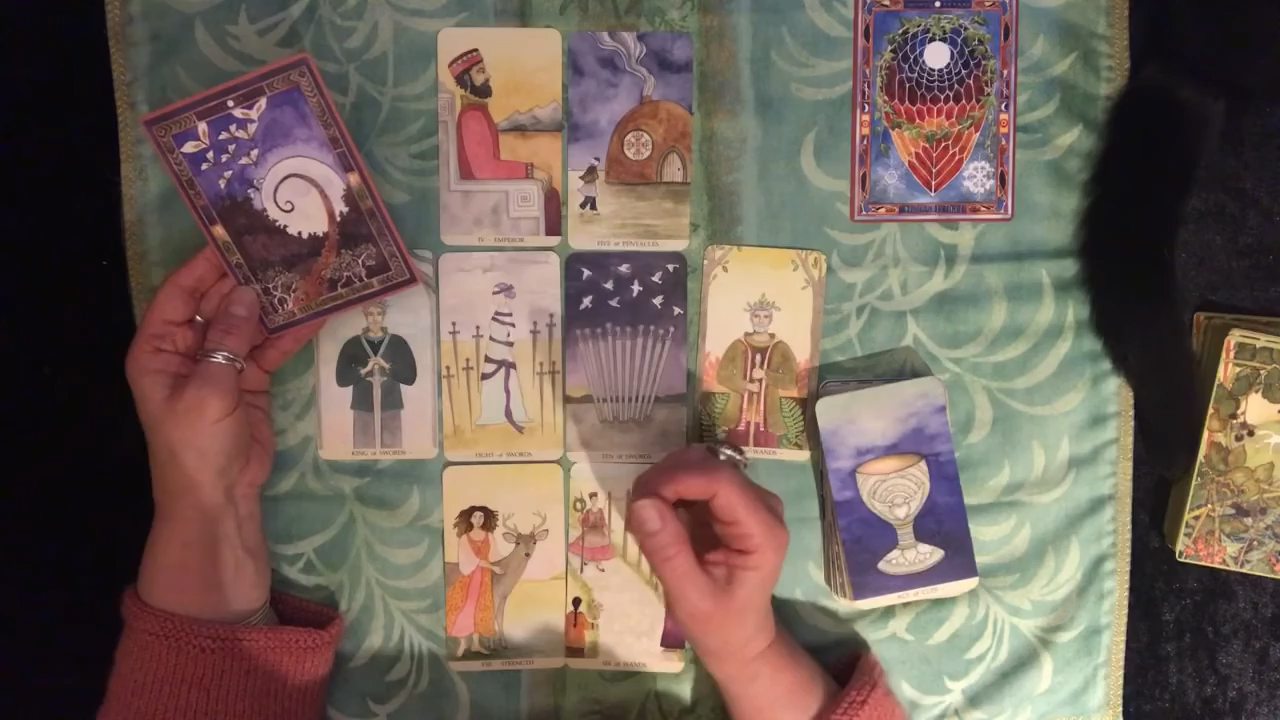 IV - EMPEROR
FIVE of PENTACLES
KING of SWORDS
EIGHT of SWORDS
TEN of SWORDS
WANDS
VIII STRENGTH
SIX of WANDS
ACE of CUPS